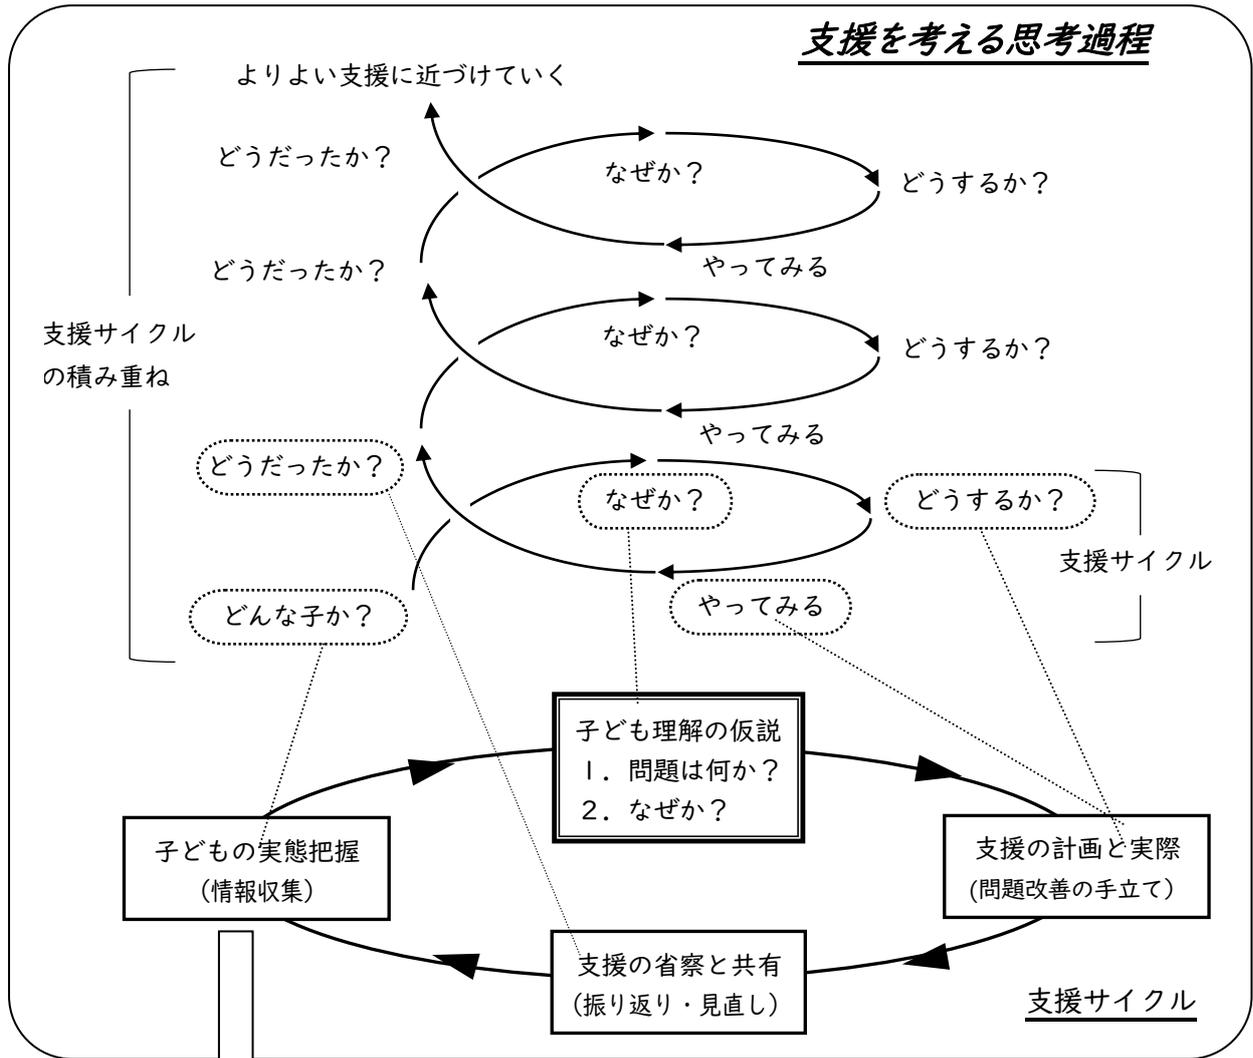 支援を考える思考過程
よりよい支援に近づけていく
どうだったか?
なぜか?
どうするか?
どうだったか?
やってみる
支援サイクル
の積み重ね
なぜか?
どうするか?
やってみる
どうだったか?
なぜか?
どうするか?
支援サイクル
どんな子か?
やってみる
子ども理解の仮説
1.問題は何か?
2.なぜか?
子どもの実態把握
(情報収集)
支援の計画と実際
(問題改善の手立て)
支援の省察と共有
(振り返り・見直し)
支援サイクル